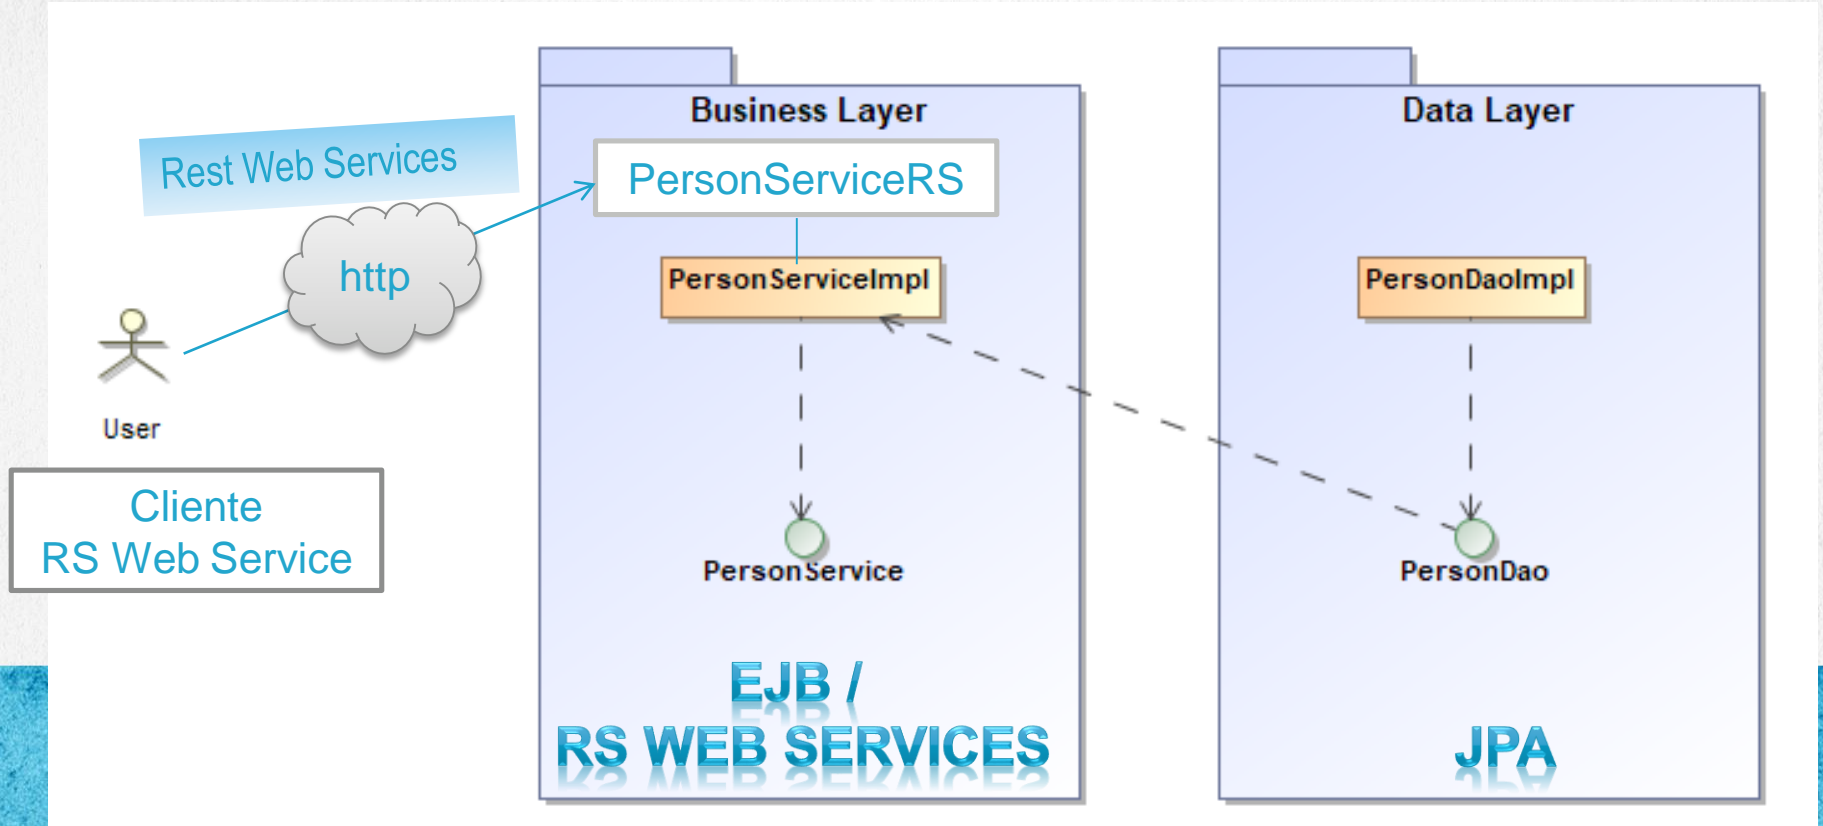 Rest Web Services
http
User
Cliente
RS Web Service
Business Layer
PersonServiceRS
PersonServiceImpl
PersonService
EJB /
RS WEB SERVICES
Data Layer
PersonDaoImpl
PersonDao
JPA